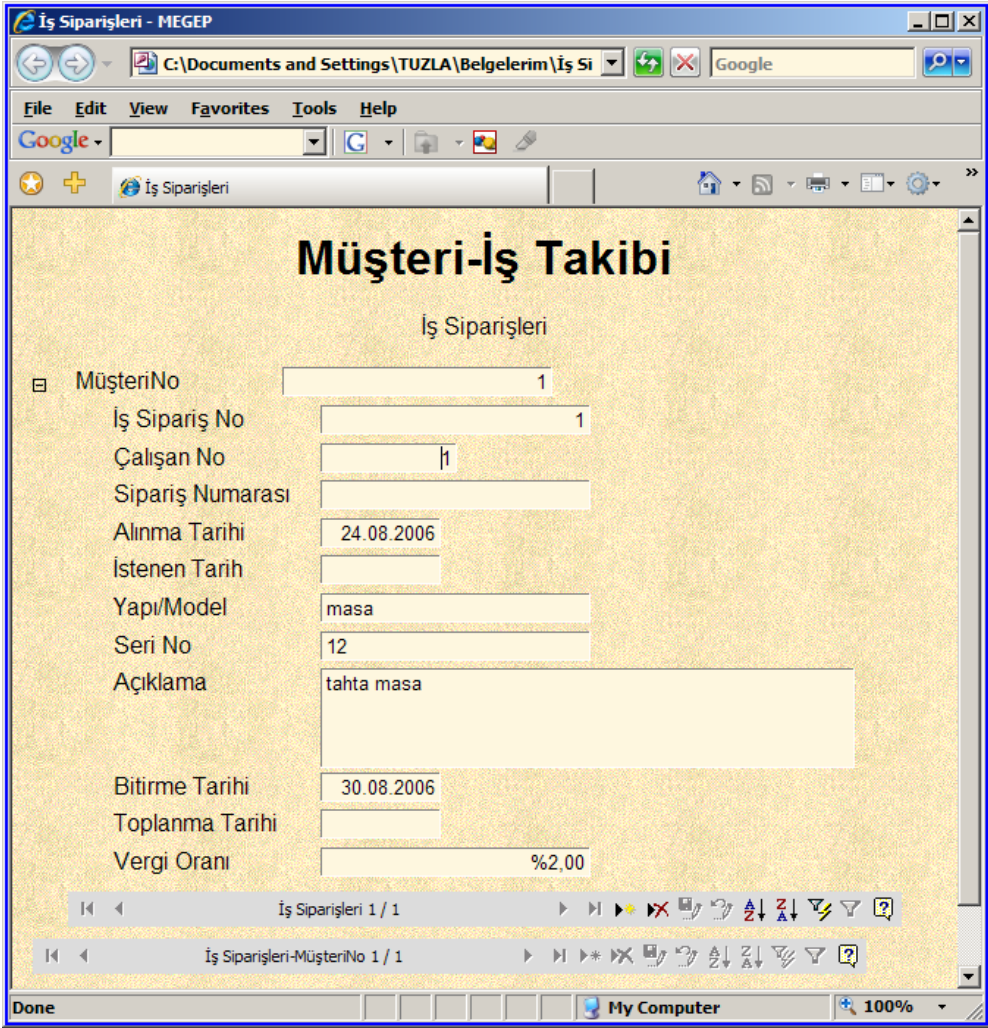 İş Siparişleri - MEGEP
C:\Documents and Settings\TUZLA\Belgelerim\İş Si
Google
File Edit View Favorites Tools Help
Google
G
İş Siparişleri
»
Müşteri-İş Takibi
İş Siparişleri
MüşteriNo 1
İş Sipariş No 1
Çalışan No 1
Sipariş Numarası
Alınma Tarihi 24.08.2006
İstenen Tarih
Yapı/Model masa
Seri No 12
Açıklama tahta masa
Bitirme Tarihi 30.08.2006
Toplanma Tarihi
Vergi Oranı %2,00
İş Siparişleri 1 / 1
İş Siparişleri-MüşteriNo 1 / 1
Done My Computer 100%